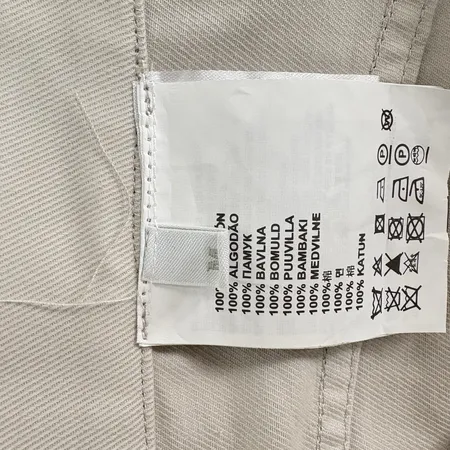 100% ALGODÃO
100% ПАМУК
100% BAVLNA
100% BOMULD
100% PUUVILLA
100% BAMBAKI
100% MEDVILNE
100%棉
100% 면
100% 棉
100% KATUN